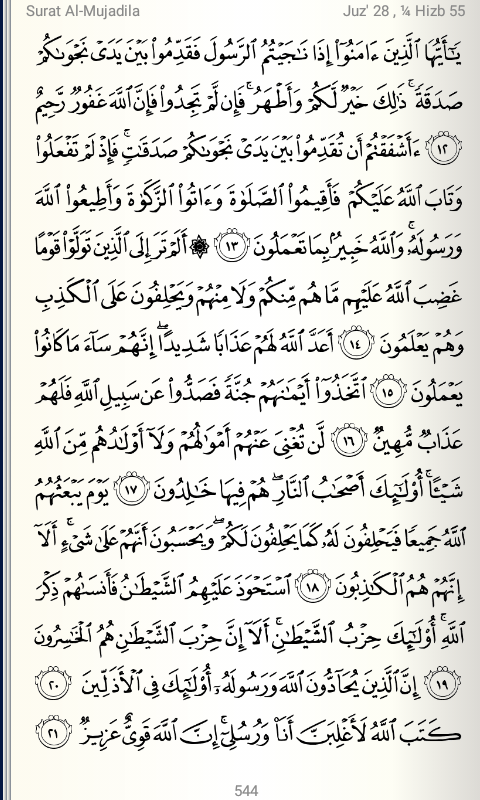 Surat Al-Mujadila Juz' 28 , ¼ Hizb 55
يَـٰٓأَيُّهَا ٱلَّذِينَ ءَامَنُوٓا۟ إِذَا نَـٰجَيْتُمُ ٱلرَّسُولَ فَقَدِّمُوا۟ بَيْنَ يَدَىْ نَجْوَىٰكُمْ
صَدَقَةً ۚ ذَٰلِكَ خَيْرٌ لَّكُمْ وَأَطْهَرُ ۚ فَإِن لَّمْ تَجِدُوا۟ فَإِنَّ ٱللَّهَ غَفُورٌ رَّحِيمٌ
١٢ ءَأَشْفَقْتُمْ أَن تُقَدِّمُوا۟ بَيْنَ يَدَىْ نَجْوَىٰكُمْ صَدَقَـٰتٍ ۚ فَإِذْ لَمْ تَفْعَلُوا۟
وَتَابَ ٱللَّهُ عَلَيْكُمْ فَأَقِيمُوا۟ ٱلصَّلَوٰةَ وَءَاتُوا۟ ٱلزَّكَوٰةَ وَأَطِيعُوا۟ ٱللَّهَ
وَرَسُولَهُۥ ۚ وَٱللَّهُ خَبِيرٌۢ بِمَا تَعْمَلُونَ ١٣ ۞ أَلَمْ تَرَ إِلَى ٱلَّذِينَ تَوَلَّوْا۟ قَوْمًا
غَضِبَ ٱللَّهُ عَلَيْهِم مَّا هُم مِّنكُمْ وَلَا مِنْهُمْ وَيَحْلِفُونَ عَلَى ٱلْكَذِبِ
وَهُمْ يَعْلَمُونَ ١٤ أَعَدَّ ٱللَّهُ لَهُمْ عَذَابًا شَدِيدًا ۖ إِنَّهُمْ سَآءَ مَا كَانُوا۟
يَعْمَلُونَ ١٥ ٱتَّخَذُوٓا۟ أَيْمَـٰنَهُمْ جُنَّةً فَصَدُّوا۟ عَن سَبِيلِ ٱللَّهِ فَلَهُمْ
عَذَابٌ مُّهِينٌ ١٦ لَّن تُغْنِىَ عَنْهُمْ أَمْوَٰلُهُمْ وَلَآ أَوْلَـٰدُهُم مِّنَ ٱللَّهِ
شَيْـًٔا ۚ أُو۟لَـٰٓئِكَ أَصْحَـٰبُ ٱلنَّارِ ۖ هُمْ فِيهَا خَـٰلِدُونَ ١٧ يَوْمَ يَبْعَثُهُمُ
ٱللَّهُ جَمِيعًا فَيَحْلِفُونَ لَهُۥ كَمَا يَحْلِفُونَ لَكُمْ ۖ وَيَحْسَبُونَ أَنَّهُمْ عَلَىٰ شَىْءٍ ۚ أَلَآ
إِنَّهُمْ هُمُ ٱلْكَـٰذِبُونَ ١٨ ٱسْتَحْوَذَ عَلَيْهِمُ ٱلشَّيْطَـٰنُ فَأَنسَىٰهُمْ ذِكْرَ
ٱللَّهِ ۚ أُو۟لَـٰٓئِكَ حِزْبُ ٱلشَّيْطَـٰنِ ۚ أَلَآ إِنَّ حِزْبَ ٱلشَّيْطَـٰنِ هُمُ ٱلْخَـٰسِرُونَ
١٩ إِنَّ ٱلَّذِينَ يُحَآدُّونَ ٱللَّهَ وَرَسُولَهُۥٓ أُو۟لَـٰٓئِكَ فِى ٱلْأَذَلِّينَ ٢٠
كَتَبَ ٱللَّهُ لَأَغْلِبَنَّ أَنَا۠ وَرُسُلِىٓ ۚ إِنَّ ٱللَّهَ قَوِىٌّ عَزِيزٌ ٢١
544